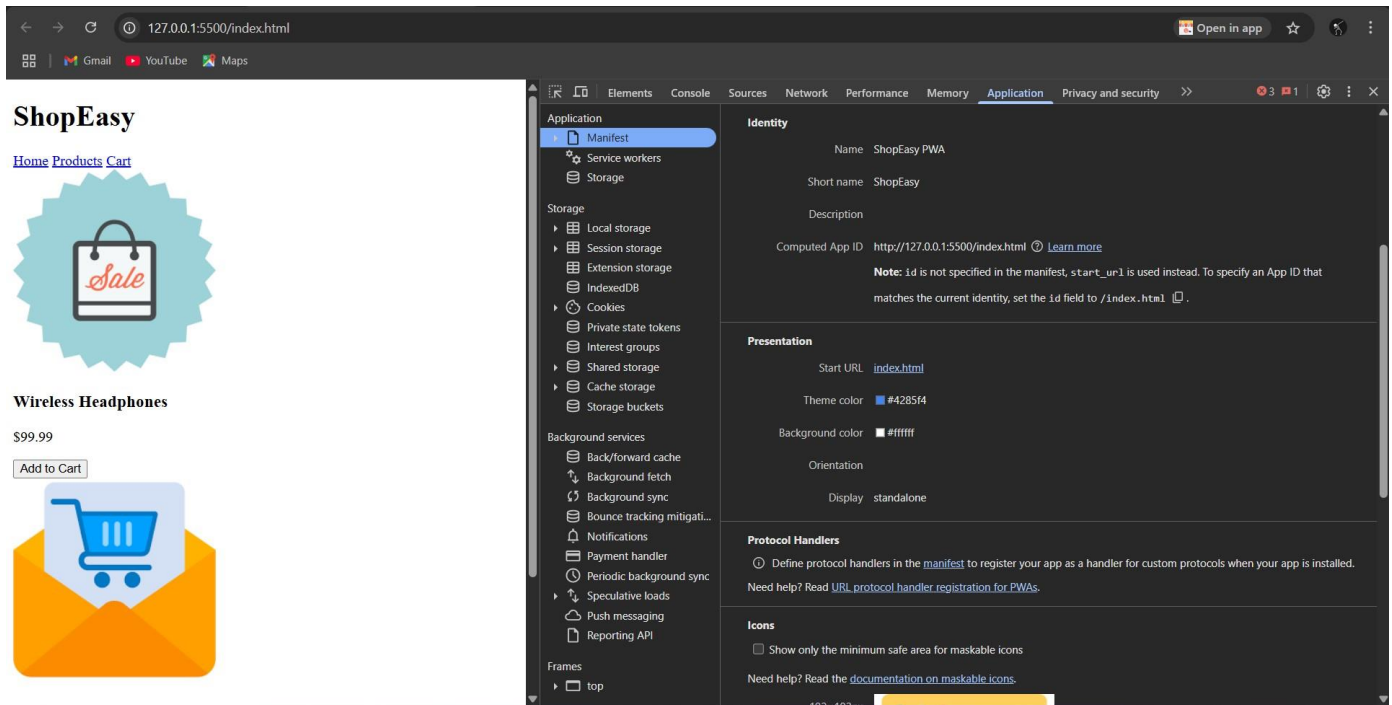 127.0.0.1:5500/index.html
Open in app
Gmail YouTube Maps
ShopEasy
Home Products Cart
Sale
Wireless Headphones
$99.99
Add to Cart
Elements Console Sources Network Performance Memory Application Privacy and security 3 1
Application
Manifest
Service workers
Storage
Storage
Local storage
Session storage
Extension storage
IndexedDB
Cookies
Private state tokens
Interest groups
Shared storage
Cache storage
Storage buckets
Background services
Back/forward cache
Background fetch
Background sync
Bounce tracking mitigati...
Notifications
Payment handler
Periodic background sync
Speculative loads
Push messaging
Reporting API
Frames
top
Identity
Name ShopEasy PWA
Short name ShopEasy
Description
Computed App ID http://127.0.0.1:5500/index.html Learn more
Note: id is not specified in the manifest, start_url is used instead. To specify an App ID that
matches the current identity, set the id field to /index.html .
Presentation
Start URL index.html
Theme color #4285f4
Background color #ffffff
Orientation
Display standalone
Protocol Handlers
Define protocol handlers in the manifest to register your app as a handler for custom protocols when your app is installed.
Need help? Read URL protocol handler registration for PWAs.
Icons
Show only the minimum safe area for maskable icons
Need help? Read the documentation on maskable icons.